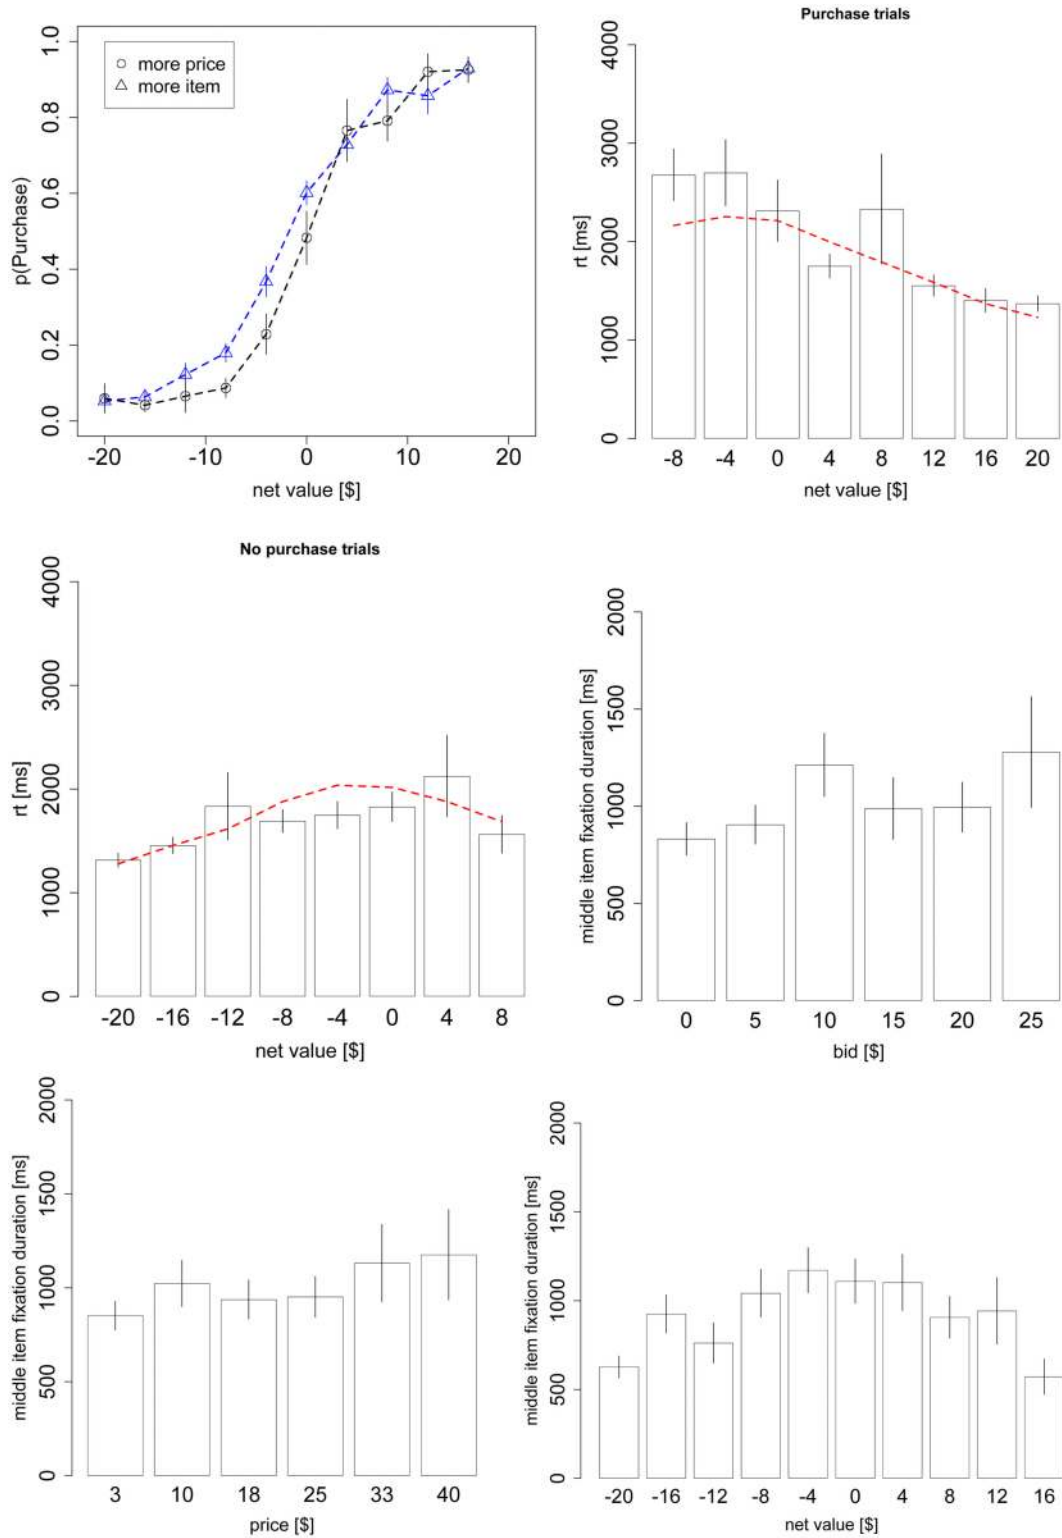 p(Purchase)
1.0
0.8
0.6
0.4
0.2
0.0
more price
more item
-20 -10 0 10 20
net value [$]
Purchase trials
rt [ms]
4000
3000
2000
1000
0
-8 -4 0 4 8 12 16 20
net value [$]
No purchase trials
rt [ms]
4000
3000
2000
1000
0
-20 -16 -12 -8 -4 0 4 8
net value [$]
middle item fixation duration [ms]
2000
1500
1000
500
0
0 5 10 15 20 25
bid [$]
middle item fixation duration [ms]
2000
1500
1000
500
0
3 10 18 25 33 40
price [$]
middle item fixation duration [ms]
2000
1500
1000
500
0
-20 -16 -12 -8 -4 0 4 8 12 16
net value [$]